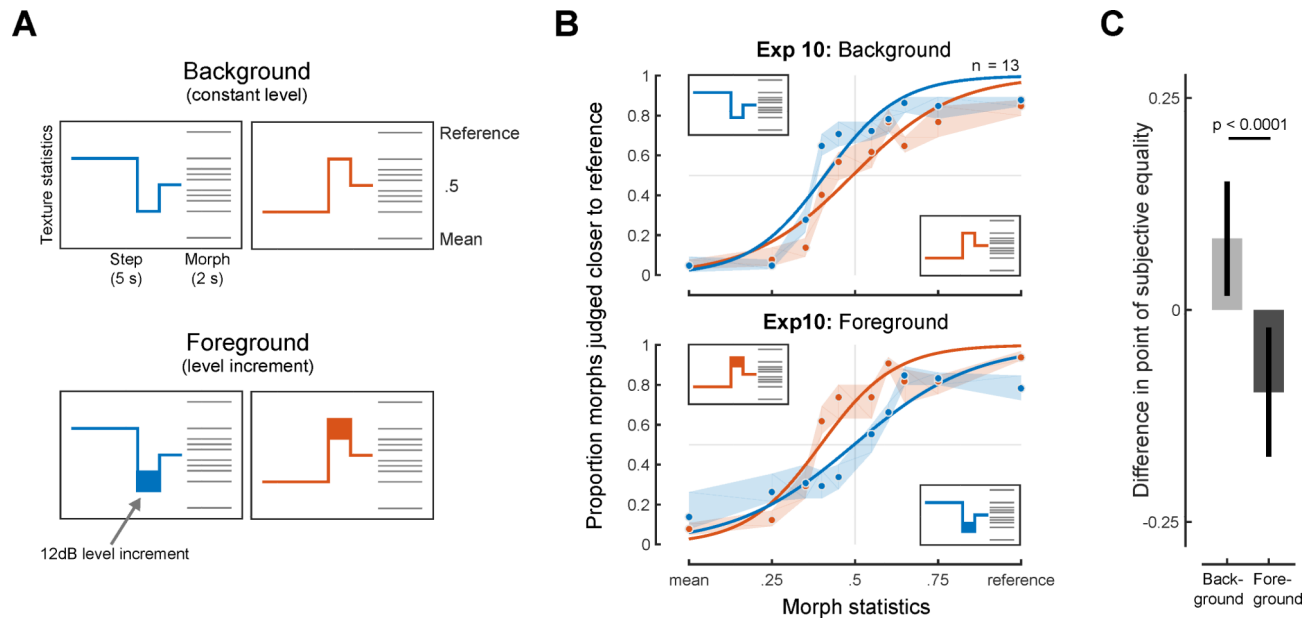 A
Background
(constant level)
Texture statistics
Reference
.5
Mean
Step
(5 s)
Morph
(2 s)
Foreground
(level increment)
12dB level increment
B
Exp 10: Background
n = 13
Proportion morphs judged closer to reference
1
0.8
0.6
0.4
0.2
0
Exp10: Foreground
1
0.8
0.6
0.4
0.2
0
mean
.25
.5
.75
reference
Morph statistics
C
Difference in point of subjective equality
0.25
p < 0.0001
0
-0.25
Back-
ground
Fore-
ground